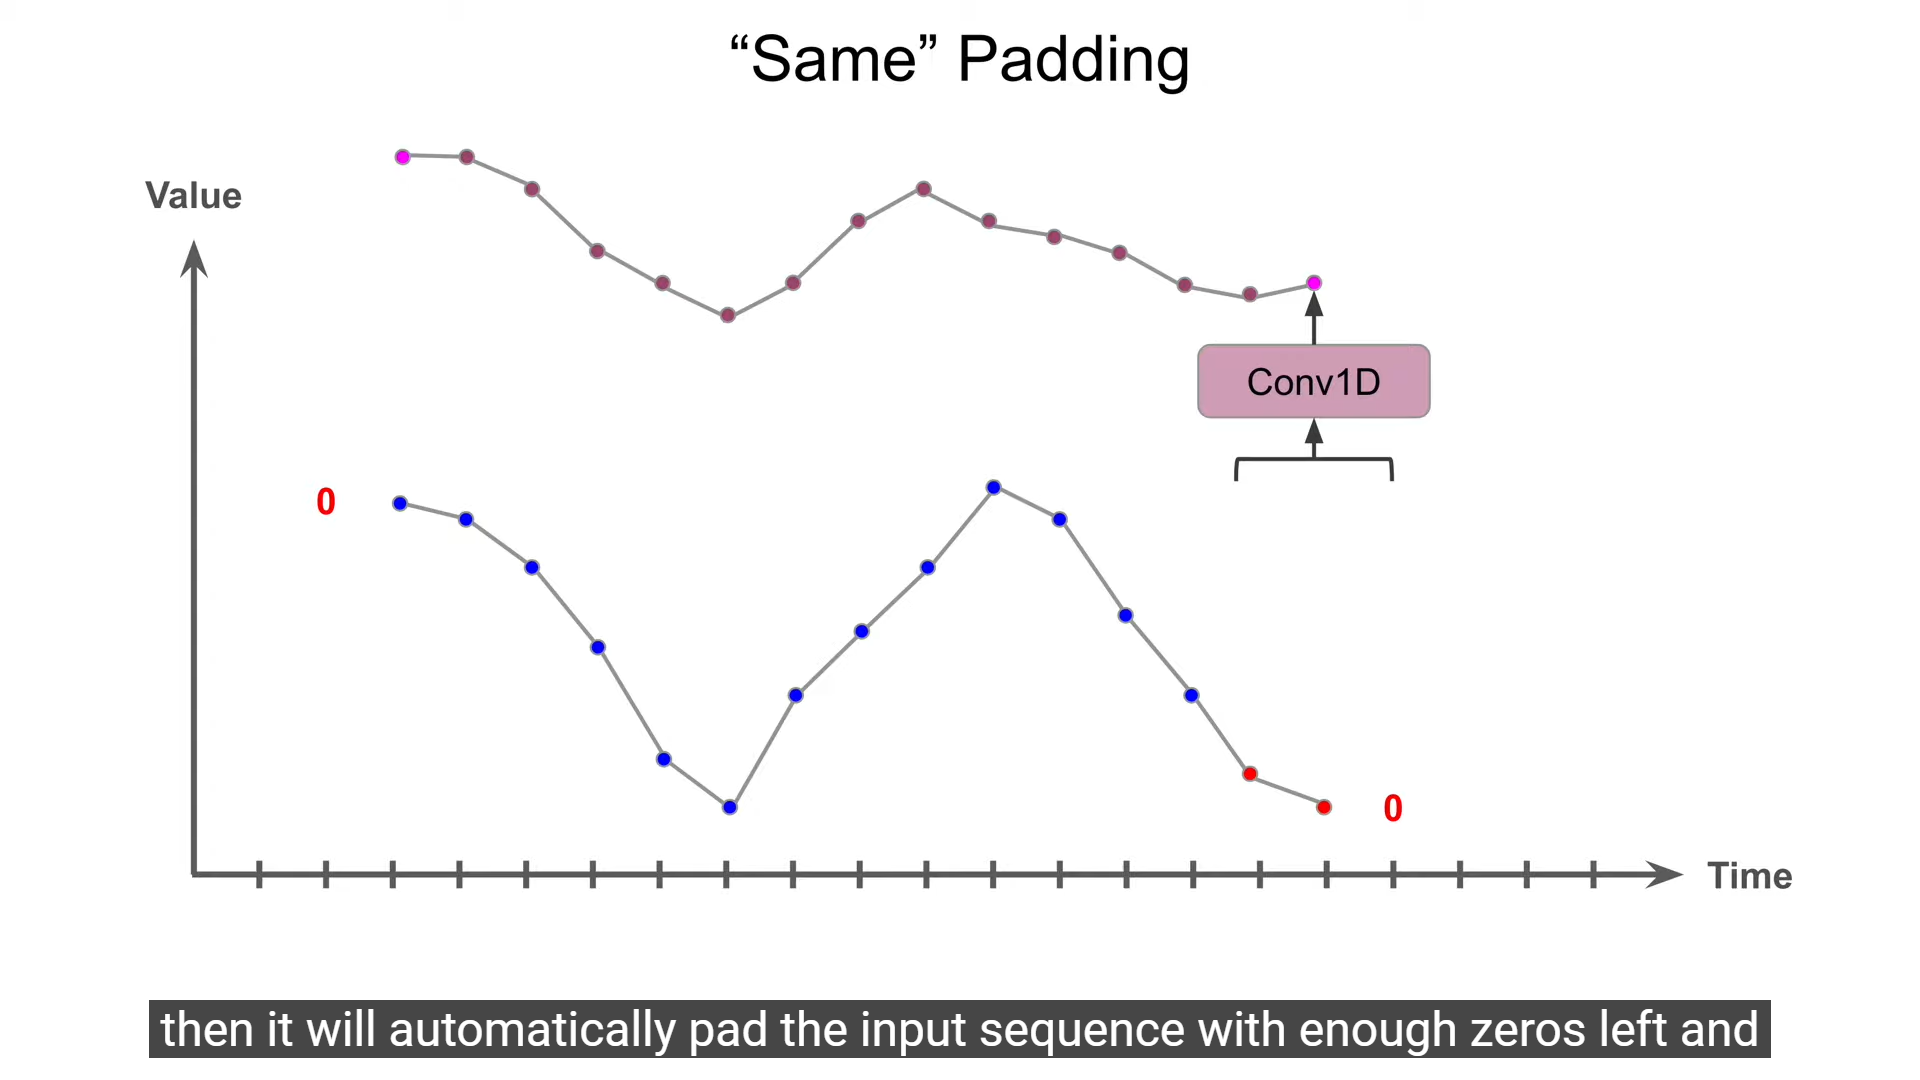 “Same” Padding
Value
Conv1D
0
0
Time
then it will automatically pad the input sequence with enough zeros left and